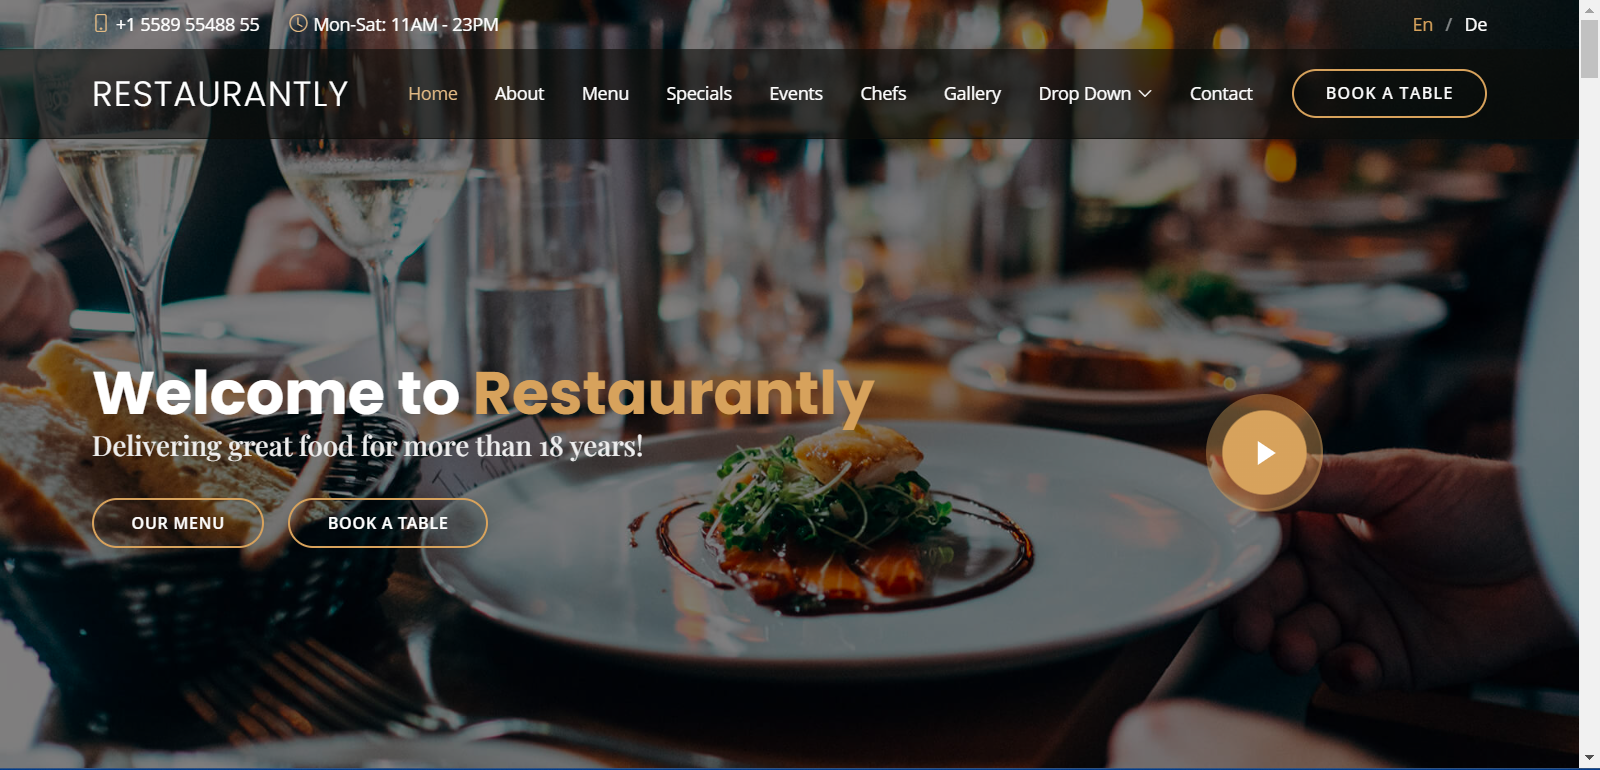 +1 5589 55488 55 Mon-Sat: 11AM - 23PM En / De
RESTAURANTLY Home About Menu Specials Events Chefs Gallery Drop Down Contact BOOK A TABLE
Welcome to Restaurantly
Delivering great food for more than 18 years!
OUR MENU BOOK A TABLE